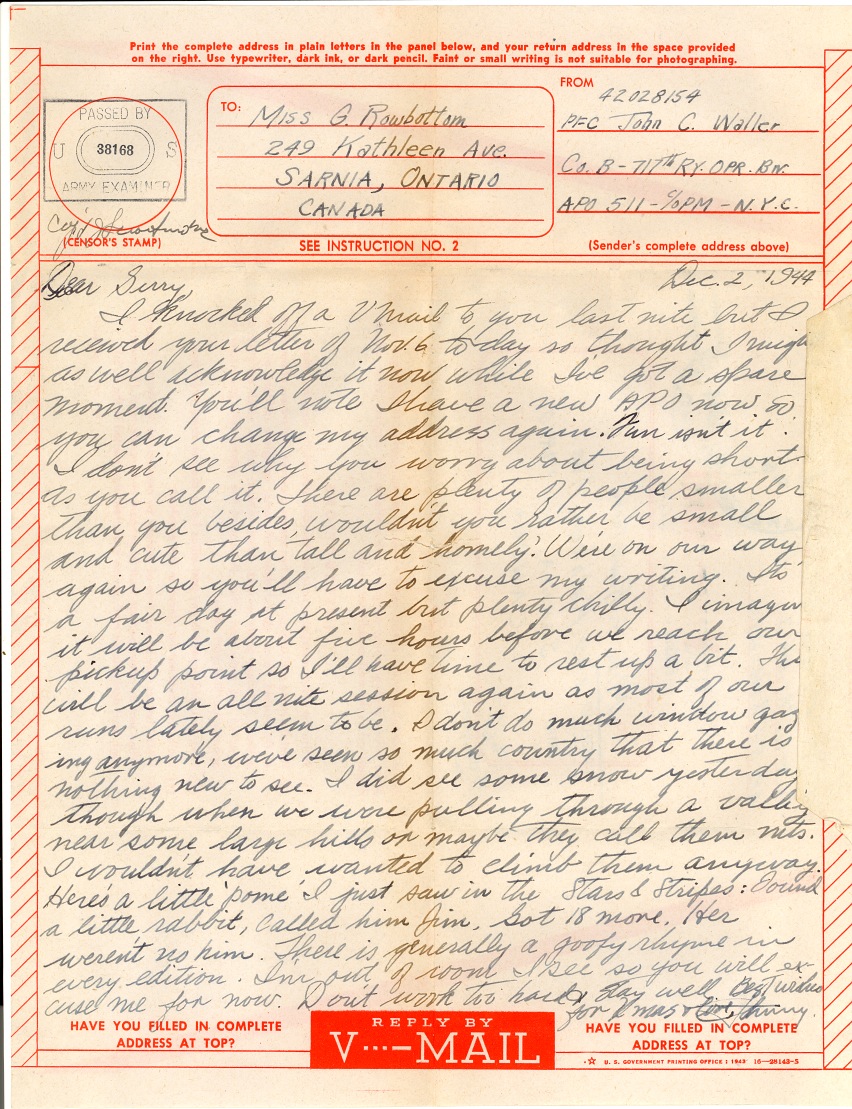 Print the complete address in plain letters in the panel below, and your return address in the space provided
on the right. Use typewriter, dark ink, or dark pencil. Faint or small writing is not suitable for photographing.
PASSED BY
U 38168 S
ARMY EXAMINER
(CENSOR'S STAMP)
TO:
Miss G. Rowbottom
249 Kathleen Ave.
SARNIA, ONTARIO
CANADA
SEE INSTRUCTION NO. 2
FROM
42028154
PFC John C. Waller
Co. B-717th RY. OPR. BN.
APO 511 - c/o PM - N.Y.C.
(Sender's complete address above)
Dec. 2, 1944
Dear Gerry,
I knocked off a V mail to you last nite but I
received your letter of Nov. 6 today so thought I migh
as well acknowledge it now while I've got a spare
moment. You'll note I have a new APO now so
you can change my address again. Fun isn't it.
I don't see why you worry about being short
as you call it. There are plenty of people smaller
than you besides, wouldn't you rather be small
and cute than tall and homely? We're on our way
again so you'll have to excuse my writing. Its
a fair day at present but plenty chilly. I imagin
it will be about five hours before we reach our
pickup point so I'll have time to rest up a bit. Thi
will be an all nite session again as most of our
runs lately seem to be. I don't do much window gaz
ing anymore, we've seen so much country that there is
nothing new to see. I did see some snow yesterday
though when we were pulling through a valley
near some large hills or maybe they call them mts.
I wouldn't have wanted to climb them anyway.
Here's a little 'pome' I just saw in the Stars & Stripes: Found
a little rabbit, called him Jim, Got 18 more, Her
weren't no him. There is generally a goofy rhyme in
every edition. I'm out of room I see so you will ex-
cuse me for now. Don't work too hard & stay well. Best wishes
for Xmas
HAVE YOU FILLED IN COMPLETE
ADDRESS AT TOP?
REPLY BY
V···—MAIL
HAVE YOU FILLED IN COMPLETE
ADDRESS AT TOP?
☆ U. S. GOVERNMENT PRINTING OFFICE : 1943 16—28143-5